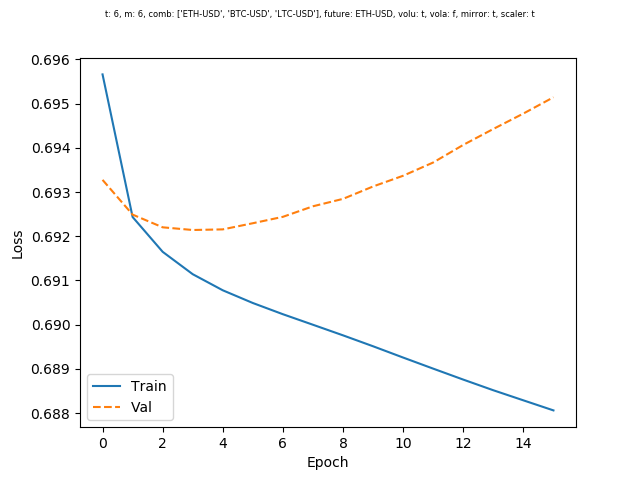 t: 6, m: 6, comb: ['ETH-USD', 'BTC-USD', 'LTC-USD'], future: ETH-USD, volu: t, vola: f, mirror: t, scaler: t
0.696
0.695
0.694
0.693
0.692
0.691
0.690
0.689
0.688
Loss
Train
Val
0 2 4 6 8 10 12 14
Epoch